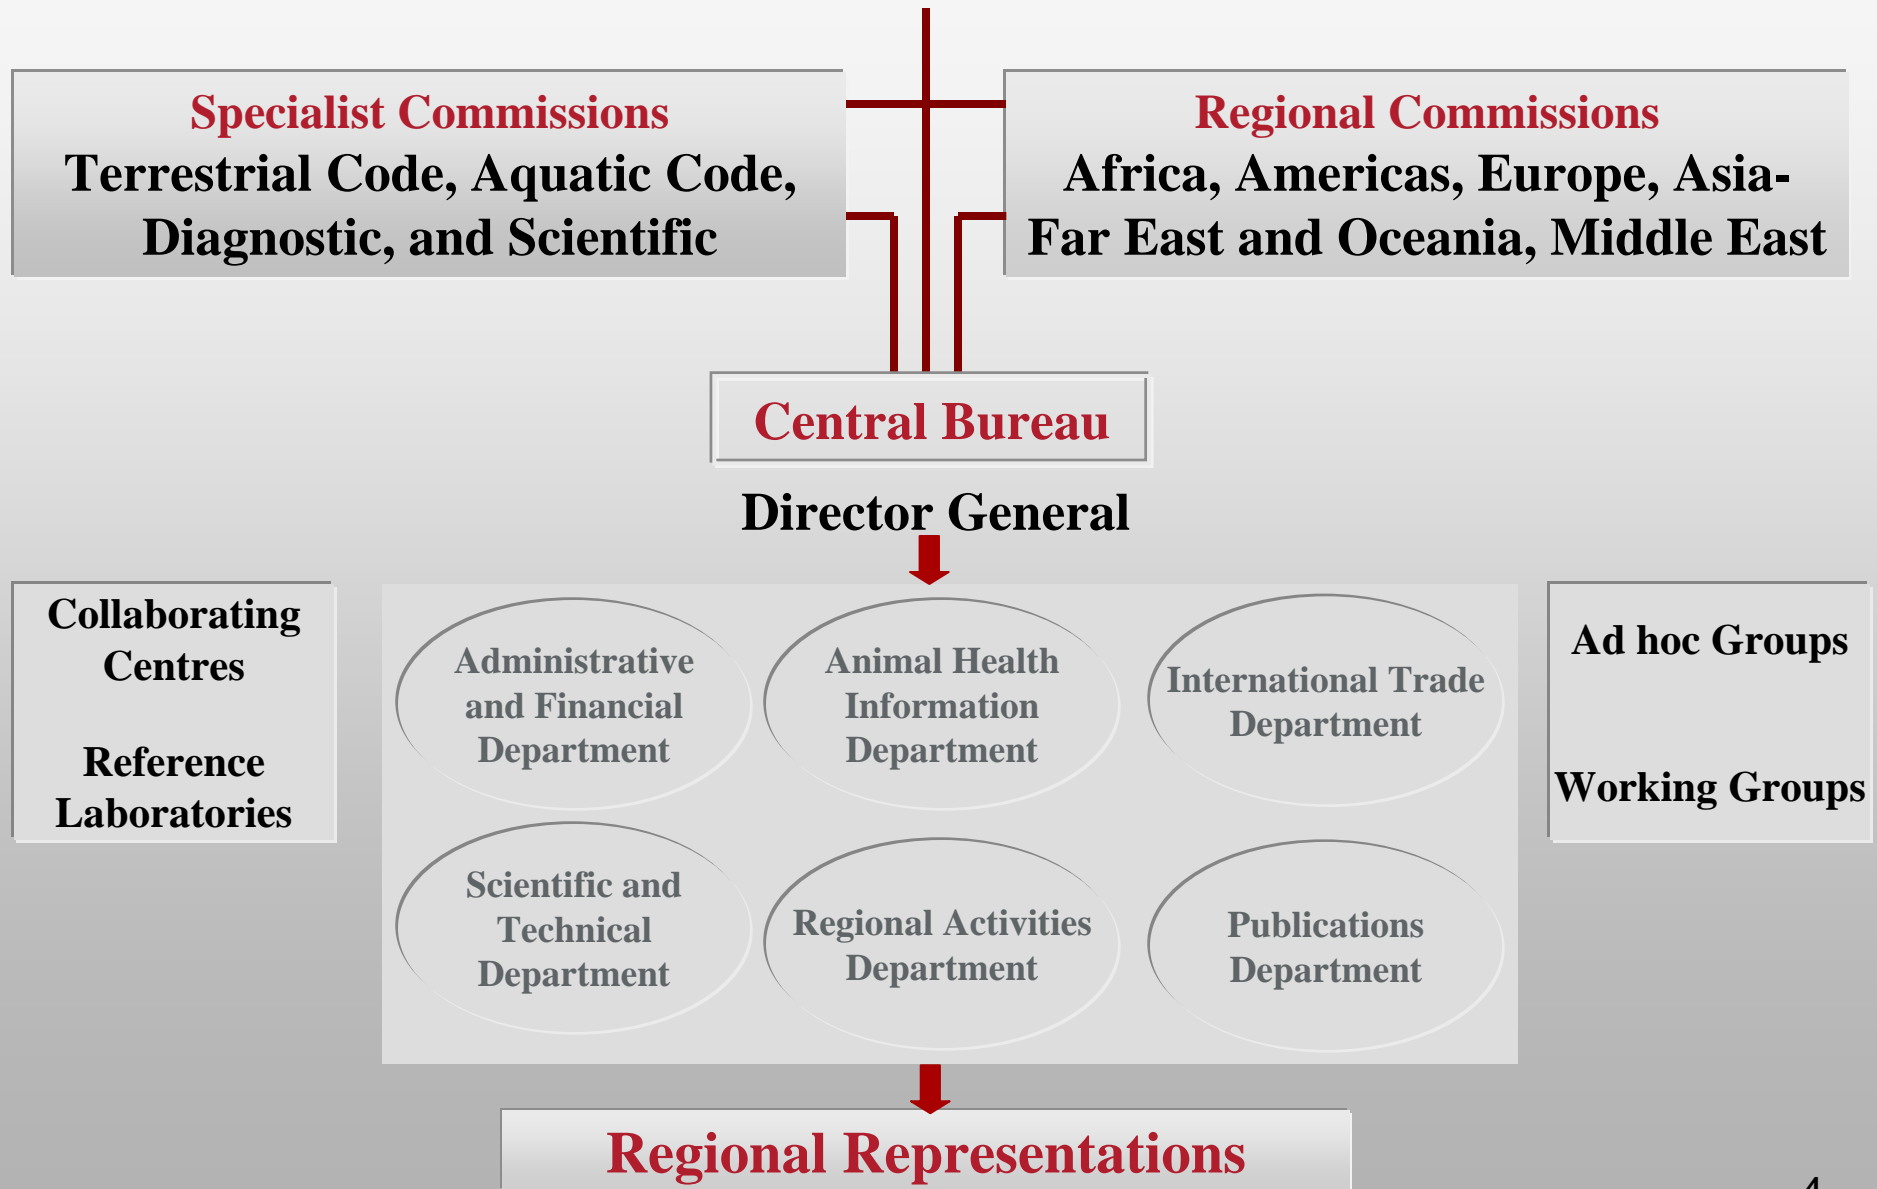 Specialist Commissions
Terrestrial Code, Aquatic Code,
Diagnostic, and Scientific
Regional Commissions
Africa, Americas, Europe, Asia-
Far East and Oceania, Middle East
Central Bureau
Director General
Collaborating
Centres
Reference
Laboratories
Administrative
and Financial
Department
Animal Health
Information
Department
International Trade
Department
Scientific and
Technical
Department
Regional Activities
Department
Publications
Department
Ad hoc Groups
Working Groups
Regional Representations
4